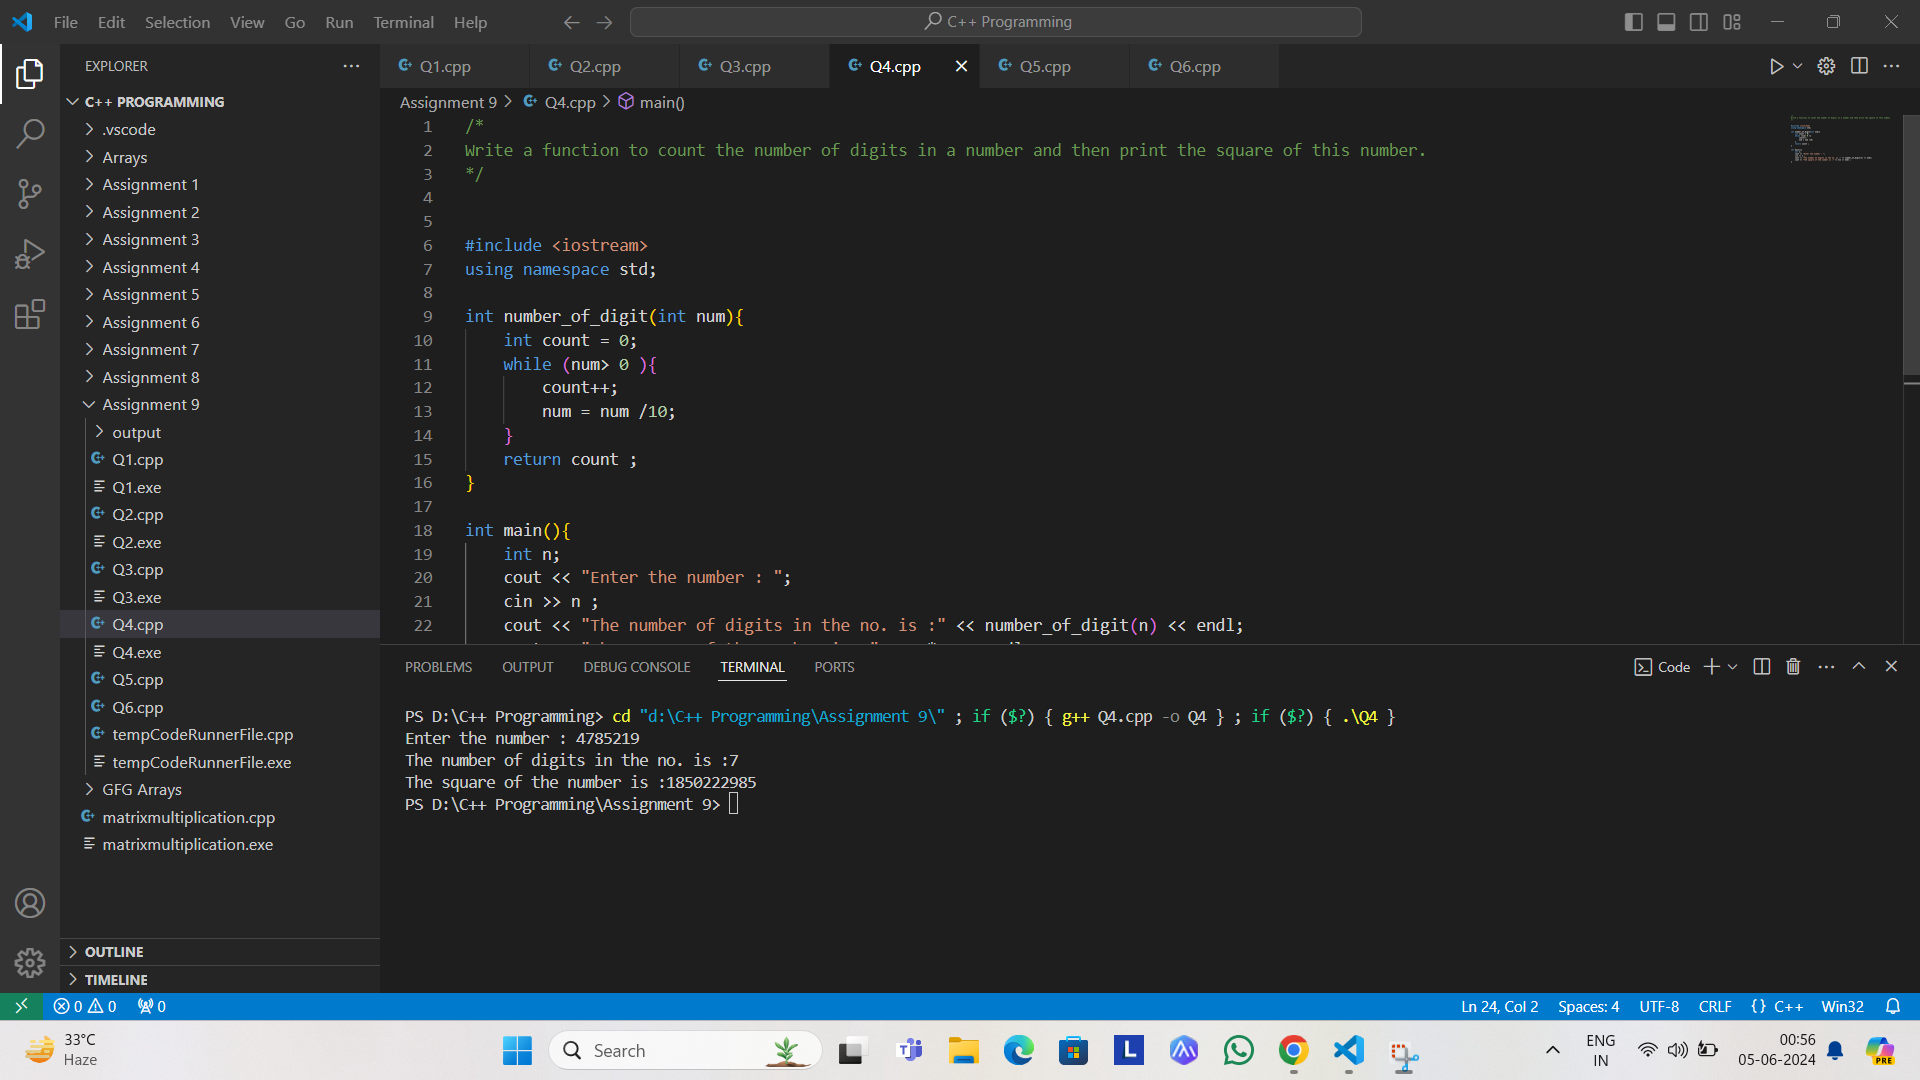 File Edit Selection View Go Run Terminal Help
C++ Programming
EXPLORER
C++ PROGRAMMING
.vscode
Arrays
Assignment 1
Assignment 2
Assignment 3
Assignment 4
Assignment 5
Assignment 6
Assignment 7
Assignment 8
Assignment 9
output
Q1.cpp
Q1.exe
Q2.cpp
Q2.exe
Q3.cpp
Q3.exe
Q4.cpp
Q4.exe
Q5.cpp
Q6.cpp
tempCodeRunnerFile.cpp
tempCodeRunnerFile.exe
GFG Arrays
matrixmultiplication.cpp
matrixmultiplication.exe
OUTLINE
TIMELINE
Q1.cpp Q2.cpp Q3.cpp Q4.cpp Q5.cpp Q6.cpp
Assignment 9 > Q4.cpp > main()
1 /*
2 Write a function to count the number of digits in a number and then print the square of this number.
3 */
4
5
6 #include <iostream>
7 using namespace std;
8
9 int number_of_digit(int num){
10 int count = 0;
11 while (num> 0 ){
12 count++;
13 num = num /10;
14 }
15 return count ;
16 }
17
18 int main(){
19 int n;
20 cout << "Enter the number : ";
21 cin >> n ;
22 cout << "The number of digits in the no. is :" << number_of_digit(n) << endl;
PROBLEMS OUTPUT DEBUG CONSOLE TERMINAL PORTS
Code
PS D:\C++ Programming> cd "d:\C++ Programming\Assignment 9\" ; if ($?) { g++ Q4.cpp -o Q4 } ; if ($?) { .\Q4 }
Enter the number : 4785219
The number of digits in the no. is :7
The square of the number is :1850222985
PS D:\C++ Programming\Assignment 9>
0 0 0
Ln 24, Col 2 Spaces: 4 UTF-8 CRLF {} C++ Win32
33°C
Haze
Search
L
PRE
ENG
IN
00:56
05-06-2024